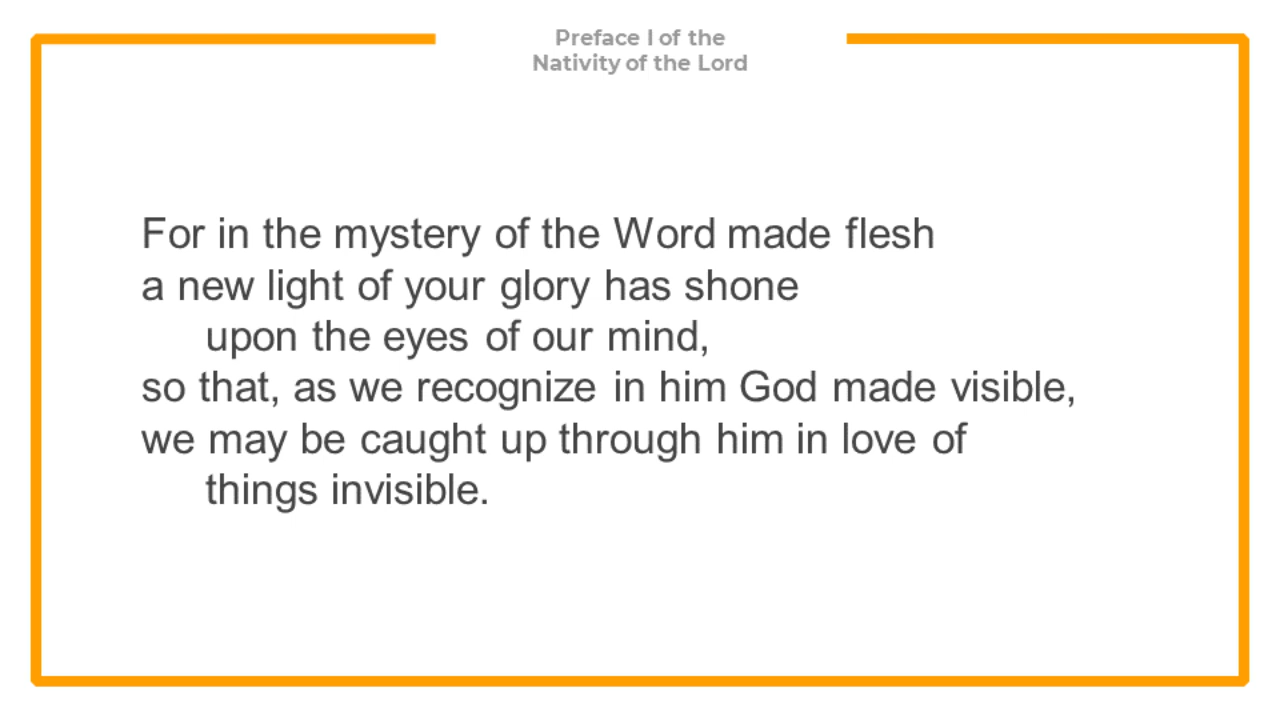 Preface I of the
Nativity of the Lord
For in the mystery of the Word made flesh
a new light of your glory has shone
upon the eyes of our mind,
so that, as we recognize in him God made visible,
we may be caught up through him in love of
things invisible.